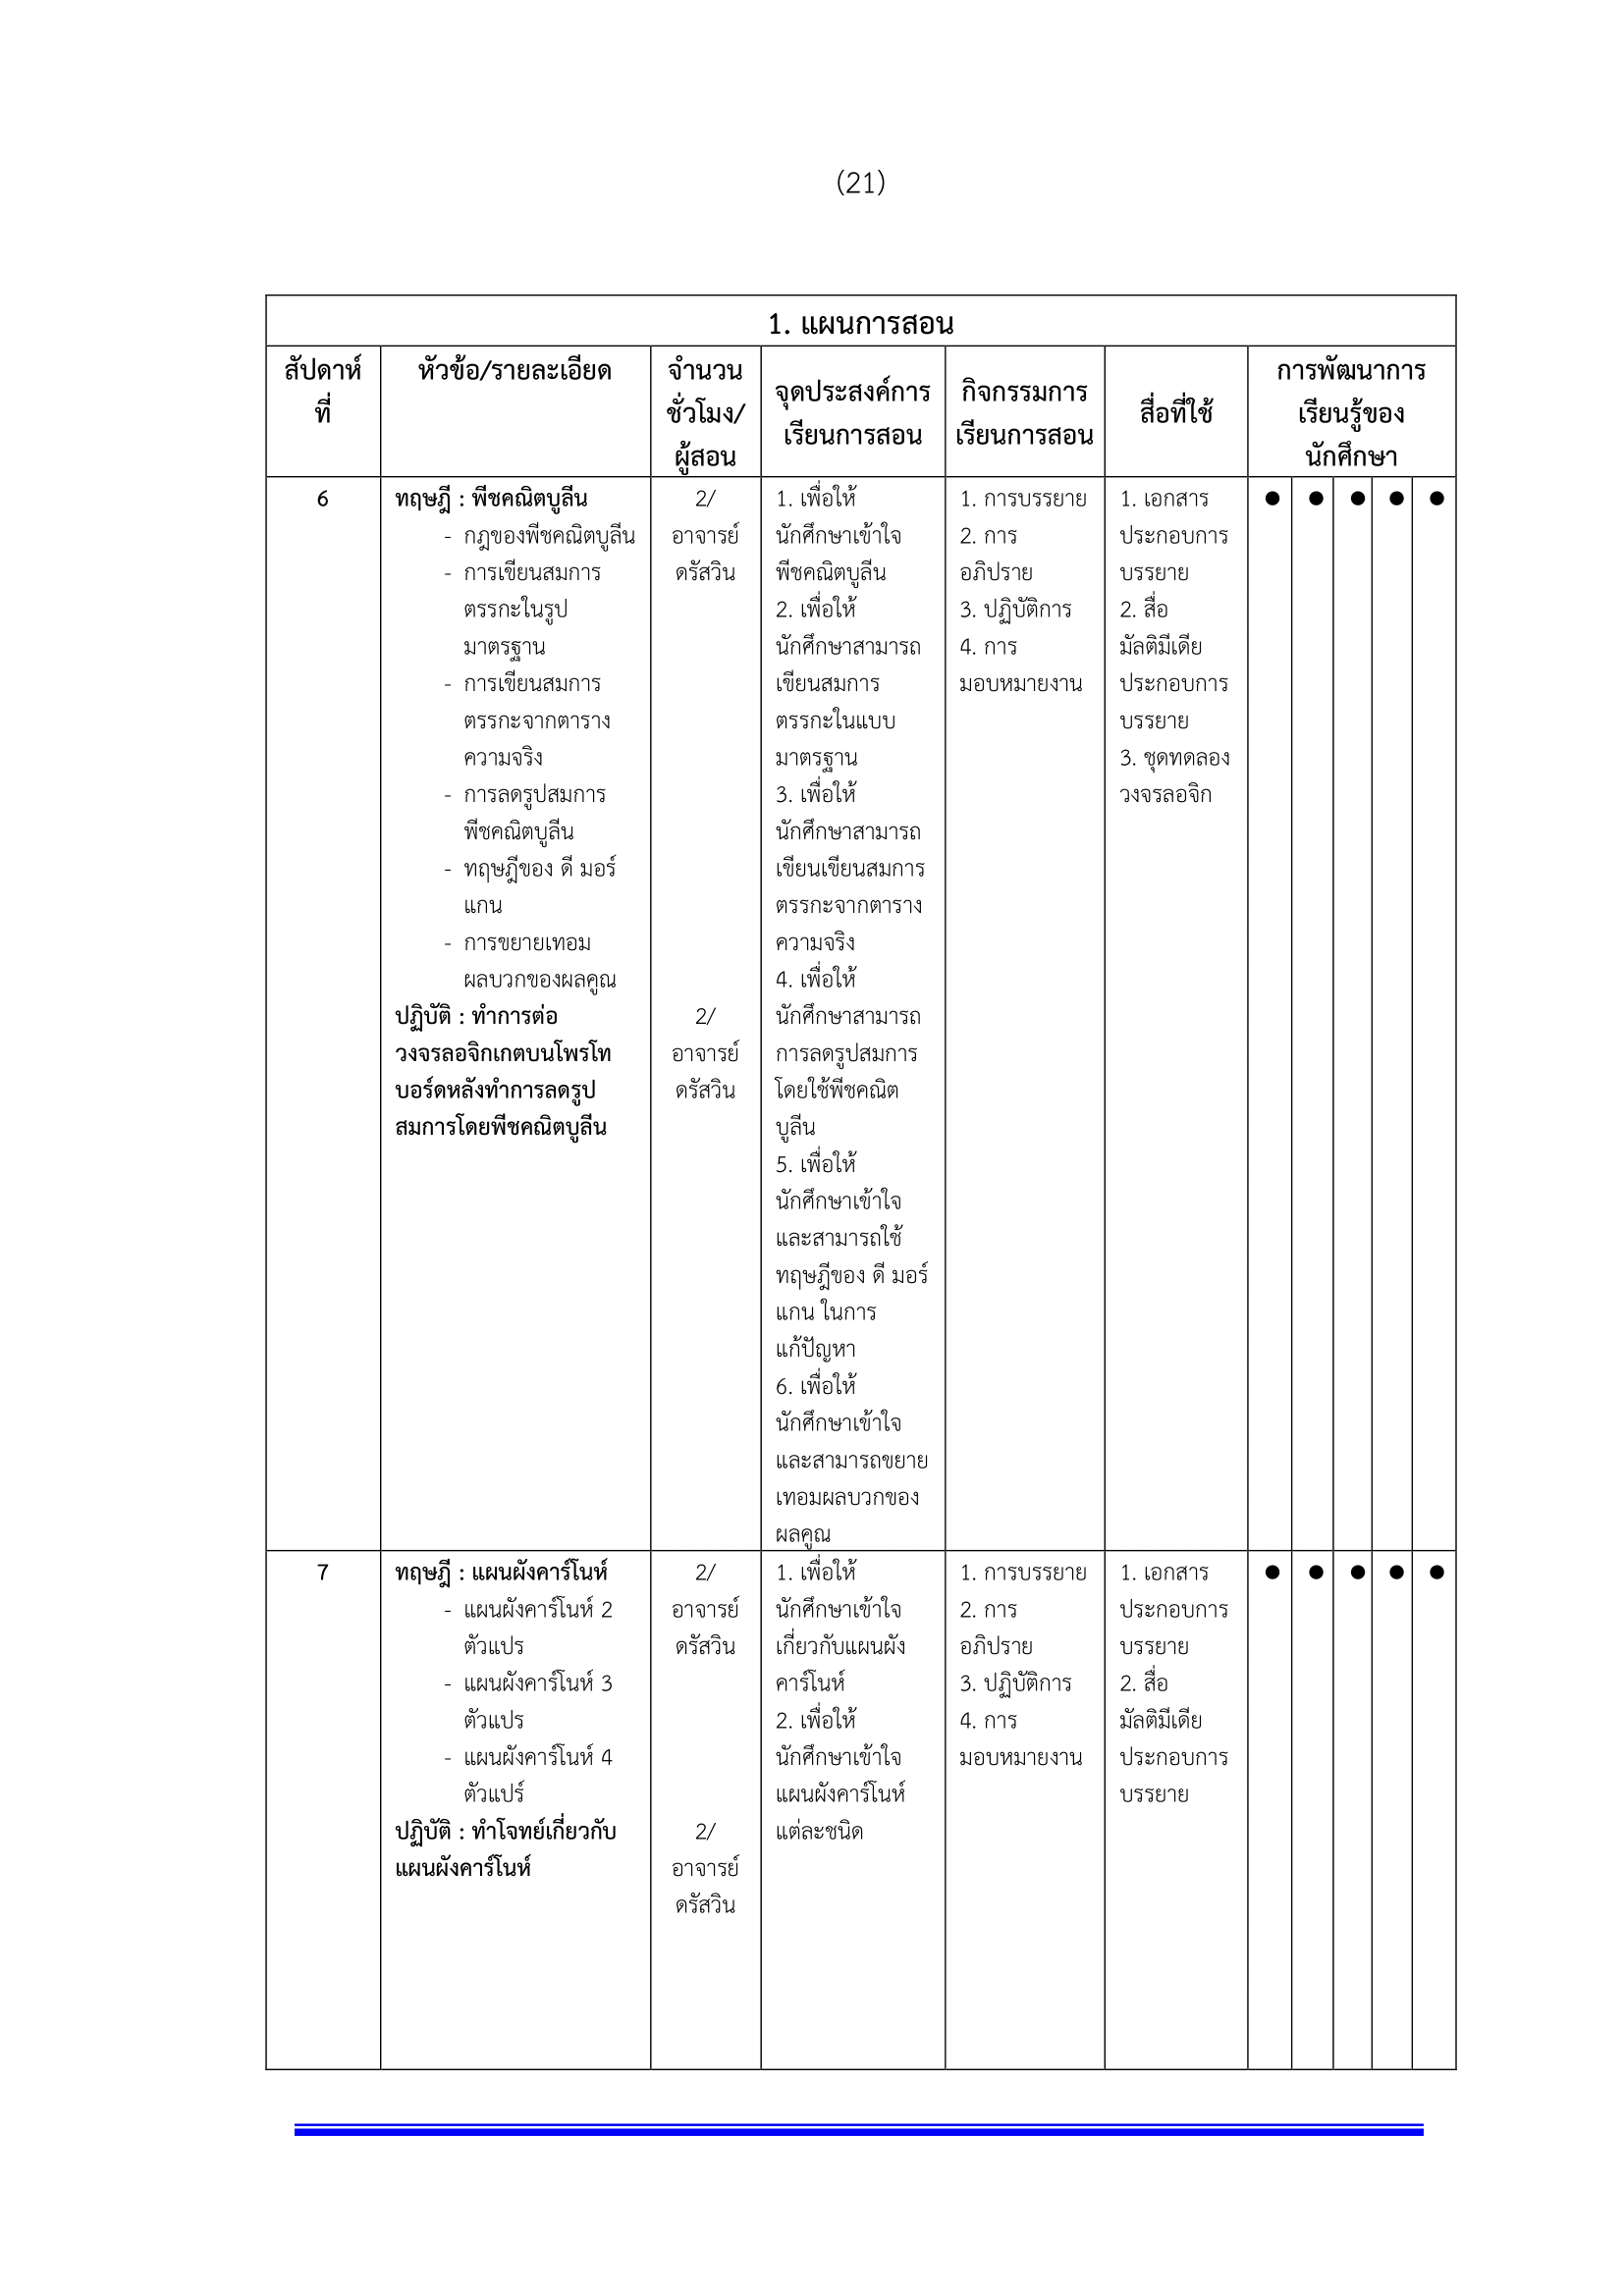 (21)
1. แผนการสอน
สัปดาห์
ที่
หัวข้อ/รายละเอียด
จำนวน
ชั่วโมง/
ผู้สอน
จุดประสงค์การ
เรียนการสอน
กิจกรรมการ
เรียนการสอน
สื่อที่ใช้
การพัฒนาการ
เรียนรู้ของ
นักศึกษา
6
ทฤษฎี : พีชคณิตบูลีน
- กฎของพีชคณิตบูลีน
- การเขียนสมการ
ตรรกะในรูป
มาตรฐาน
- การเขียนสมการ
ตรรกะจากตาราง
ความจริง
- การลดรูปสมการ
พีชคณิตบูลีน
- ทฤษฎีของ ดี มอร์
แกน
- การขยายเทอม
ผลบวกของผลคูณ
ปฏิบัติ : ทำการต่อ
วงจรลอจิกเกตบนโพรโท
บอร์ดหลังทำการลดรูป
สมการโดยพีชคณิตบูลีน
2/
อาจารย์
ดรัสวิน
2/
อาจารย์
ดรัสวิน
1. เพื่อให้
นักศึกษาเข้าใจ
พีชคณิตบูลีน
2. เพื่อให้
นักศึกษาสามารถ
เขียนสมการ
ตรรกะในแบบ
มาตรฐาน
3. เพื่อให้
นักศึกษาสามารถ
เขียนเขียนสมการ
ตรรกะจากตาราง
ความจริง
4. เพื่อให้
นักศึกษาสามารถ
การลดรูปสมการ
โดยใช้พีชคณิต
บูลีน
5. เพื่อให้
นักศึกษาเข้าใจ
และสามารถใช้
ทฤษฎีของ ดี มอร์
แกน ในการ
แก้ปัญหา
6. เพื่อให้
นักศึกษาเข้าใจ
และสามารถขยาย
เทอมผลบวกของ
ผลคูณ
1. การบรรยาย
2. การ
อภิปราย
3. ปฏิบัติการ
4. การ
มอบหมายงาน
1. เอกสาร
ประกอบการ
บรรยาย
2. สื่อ
มัลติมีเดีย
ประกอบการ
บรรยาย
3. ชุดทดลอง
วงจรลอจิก
● ● ● ● ●
7
ทฤษฎี : แผนผังคาร์โนห์
- แผนผังคาร์โนห์ 2
ตัวแปร
- แผนผังคาร์โนห์ 3
ตัวแปร
- แผนผังคาร์โนห์ 4
ตัวแปร์
ปฏิบัติ : ทำโจทย์เกี่ยวกับ
แผนผังคาร์โนห์
2/
อาจารย์
ดรัสวิน
2/
อาจารย์
ดรัสวิน
1. เพื่อให้
นักศึกษาเข้าใจ
เกี่ยวกับแผนผัง
คาร์โนห์
2. เพื่อให้
นักศึกษาเข้าใจ
แผนผังคาร์โนห์
แต่ละชนิด
1. การบรรยาย
2. การ
อภิปราย
3. ปฏิบัติการ
4. การ
มอบหมายงาน
1. เอกสาร
ประกอบการ
บรรยาย
2. สื่อ
มัลติมีเดีย
ประกอบการ
บรรยาย
● ● ● ● ●